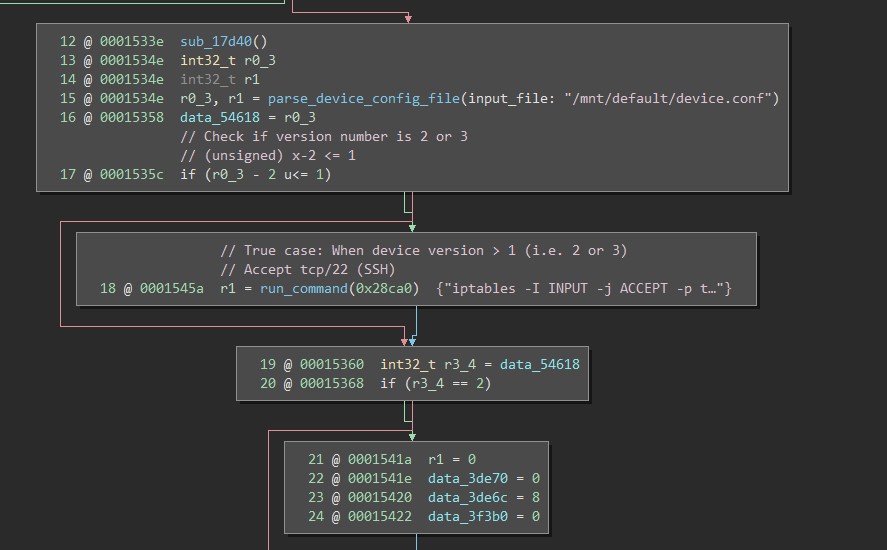 12 @ 0001533e  sub_17d40()
13 @ 0001534e  int32_t r0_3
14 @ 0001534e  int32_t r1
15 @ 0001534e  r0_3, r1 = parse_device_config_file(input_file: "/mnt/default/device.conf")
16 @ 00015358  data_54618 = r0_3
// Check if version number is 2 or 3
// (unsigned) x-2 <= 1
17 @ 0001535c  if (r0_3 - 2 u<= 1)
// True case: When device version > 1 (i.e. 2 or 3)
// Accept tcp/22 (SSH)
18 @ 0001545a  r1 = run_command(0x28ca0)  {"iptables -I INPUT -j ACCEPT -p t…"}
19 @ 00015360  int32_t r3_4 = data_54618
20 @ 00015368  if (r3_4 == 2)
21 @ 0001541a  r1 = 0
22 @ 0001541e  data_3de70 = 0
23 @ 00015420  data_3de6c = 8
24 @ 00015422  data_3f3b0 = 0